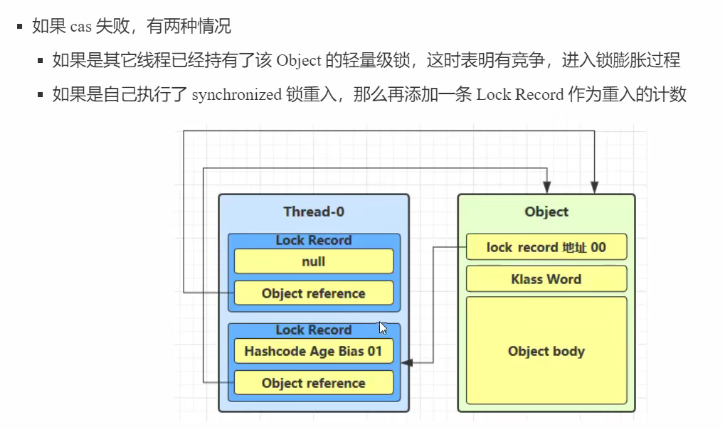 如果 cas 失败，有两种情况
如果是其它线程已经持有了该 Object 的轻量级锁，这时表明有竞争，进入锁膨胀过程
如果是自己执行了 synchronized 锁重入，那么再添加一条 Lock Record 作为重入的计数
Thread-0
Lock Record
null
Object reference
Lock Record
Hashcode Age Bias 01
Object reference
Object
lock record 地址 00
Klass Word
Object body